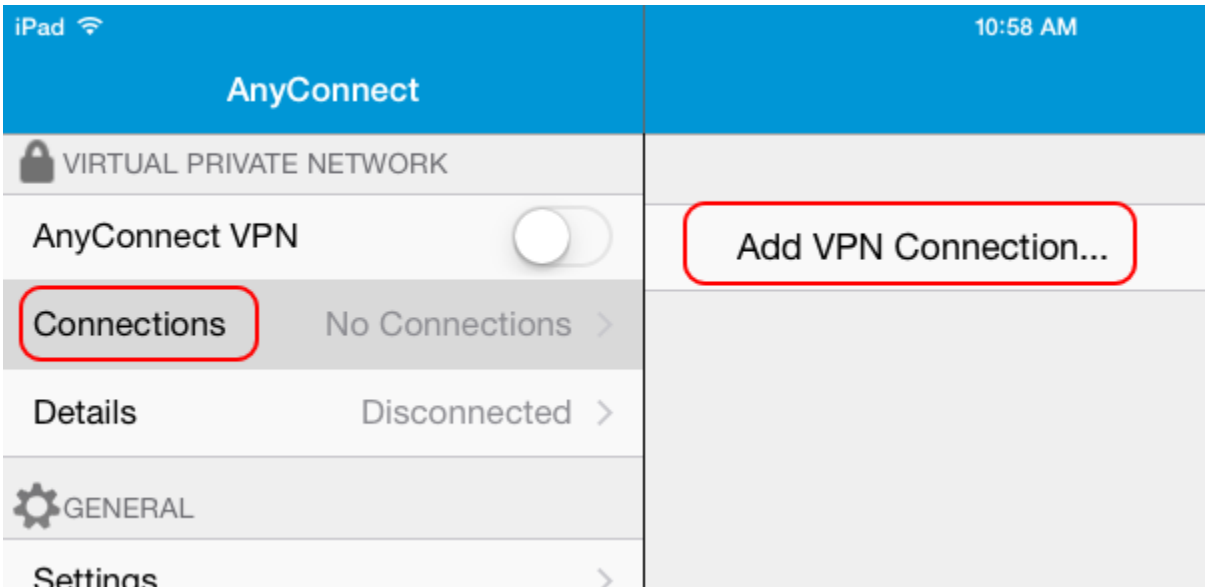 iPad
10:58 AM
AnyConnect
VIRTUAL PRIVATE NETWORK
AnyConnect VPN
Connections No Connections
Details Disconnected
GENERAL
Settings
Add VPN Connection...